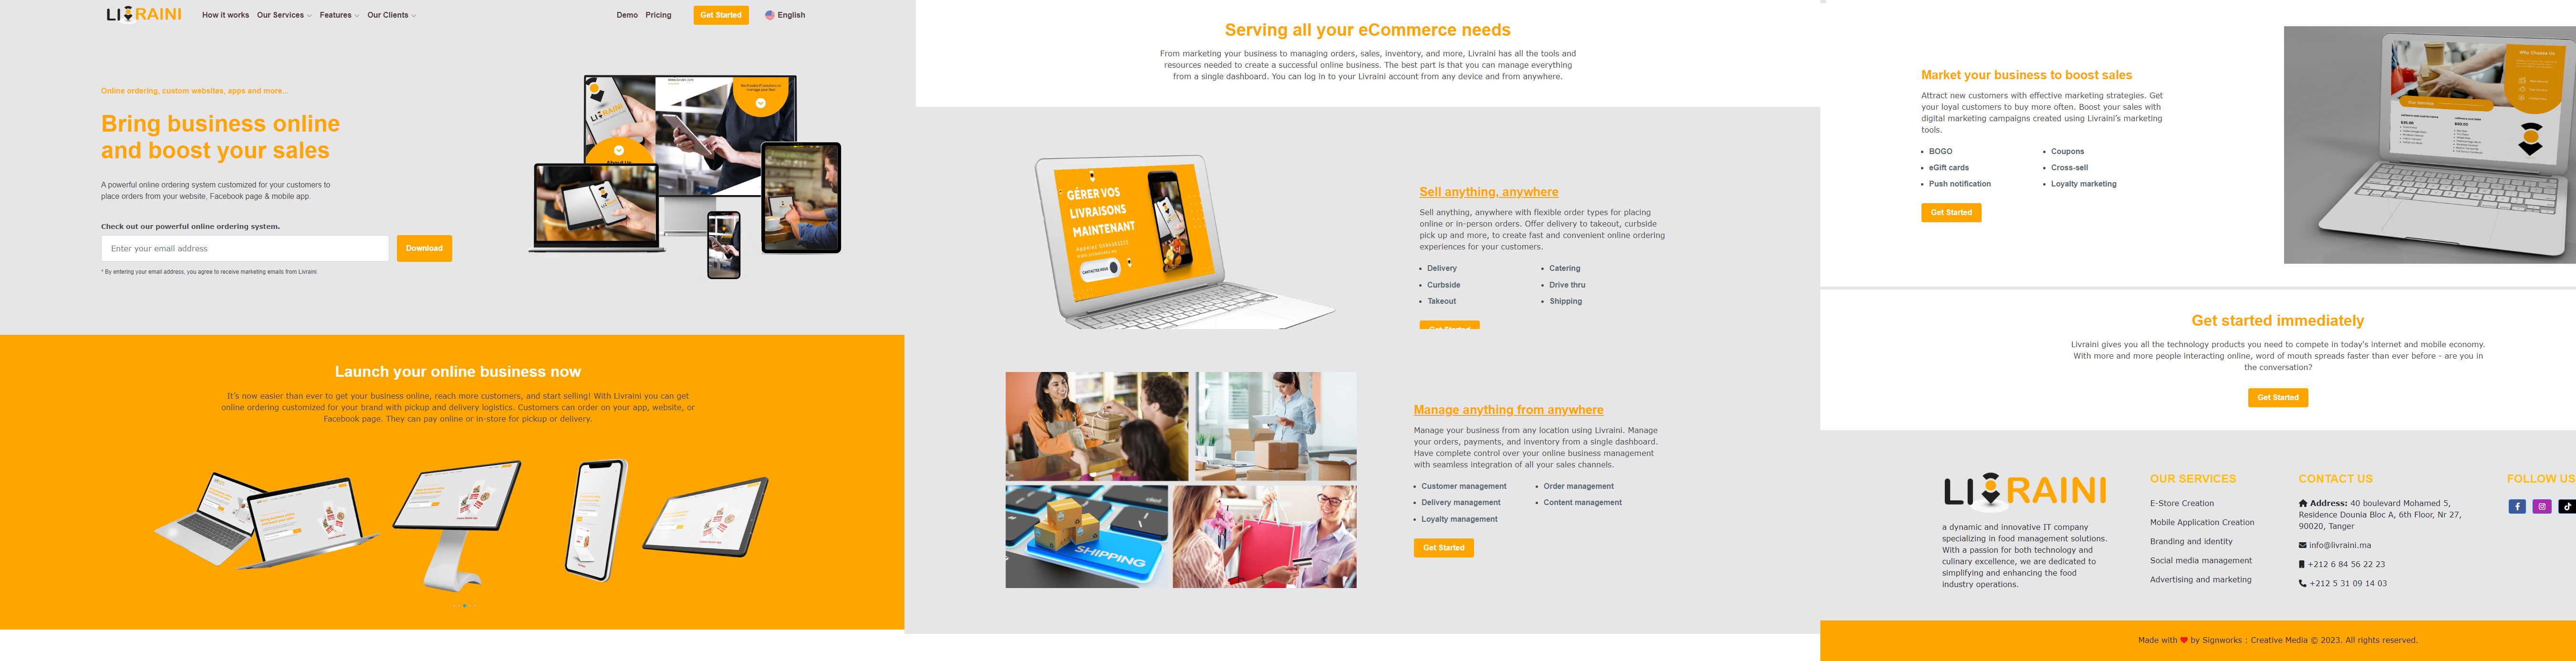 LIVRAINI
How it works Our Services Features Our Clients
Demo Pricing Get Started English
Online ordering, custom websites, apps and more...
Bring business online
and boost your sales
A powerful online ordering system customized for your customers to
place orders from your website, Facebook page & mobile app.
Check out our powerful online ordering system.
Enter your email address
Download
* By entering your email address, you agree to receive marketing emails from Livraini.
LIVRAINI
About Us
Launch your online business now
It's now easier than ever to get your business online, reach more customers, and start selling! With Livraini you can get
online ordering customized for your brand with pickup and delivery logistics. Customers can order on your app, website, or
Facebook page. They can pay online or in-store for pickup or delivery.
Serving all your eCommerce needs
From marketing your business to managing orders, sales, inventory, and more, Livraini has all the tools and
resources needed to create a successful online business. The best part is that you can manage everything
from a single dashboard. You can log in to your Livraini account from any device and from anywhere.
GÉRER VOS
LIVRAISONS
MAINTENANT
CONTACTEZ NOUS
Sell anything, anywhere
Sell anything, anywhere with flexible order types for placing
online or in-person orders. Offer delivery to takeout, curbside
pick up and more, to create fast and convenient online ordering
experiences for your customers.
• Delivery
• Catering
• Curbside
• Drive thru
• Takeout
• Shipping
Get Started
SHIPPING
Manage anything from anywhere
Manage your business from any location using Livraini. Manage
your orders, payments, and inventory from a single dashboard.
Have complete control over your online business management
with seamless integration of all your sales channels.
• Customer management
• Order management
• Delivery management
• Content management
• Loyalty management
Get Started
Market your business to boost sales
Attract new customers with effective marketing strategies. Get
your loyal customers to buy more often. Boost your sales with
digital marketing campaigns created using Livraini's marketing
tools.
• BOGO
• Coupons
• eGift cards
• Cross-sell
• Push notification
• Loyalty marketing
Get Started
Why Choose Us
Our Service
Get started immediately
Livraini gives you all the technology products you need to compete in today's internet and mobile economy.
With more and more people interacting online, word of mouth spreads faster than ever before - are you in
the conversation?
Get Started
LIVRAINI
a dynamic and innovative IT company
specializing in food management solutions.
With a passion for both technology and
culinary excellence, we are dedicated to
simplifying and enhancing the food
industry operations.
OUR SERVICES
E-Store Creation
Mobile Application Creation
Branding and identity
Social media management
Advertising and marketing
CONTACT US
Address: 40 boulevard Mohamed 5,
Residence Dounia Bloc A, 6th Floor, Nr 27,
90020, Tanger
info@livraini.ma
+212 6 84 56 22 23
+212 5 31 09 14 03
FOLLOW US
Made with ❤ by Signworks : Creative Media © 2023. All rights reserved.